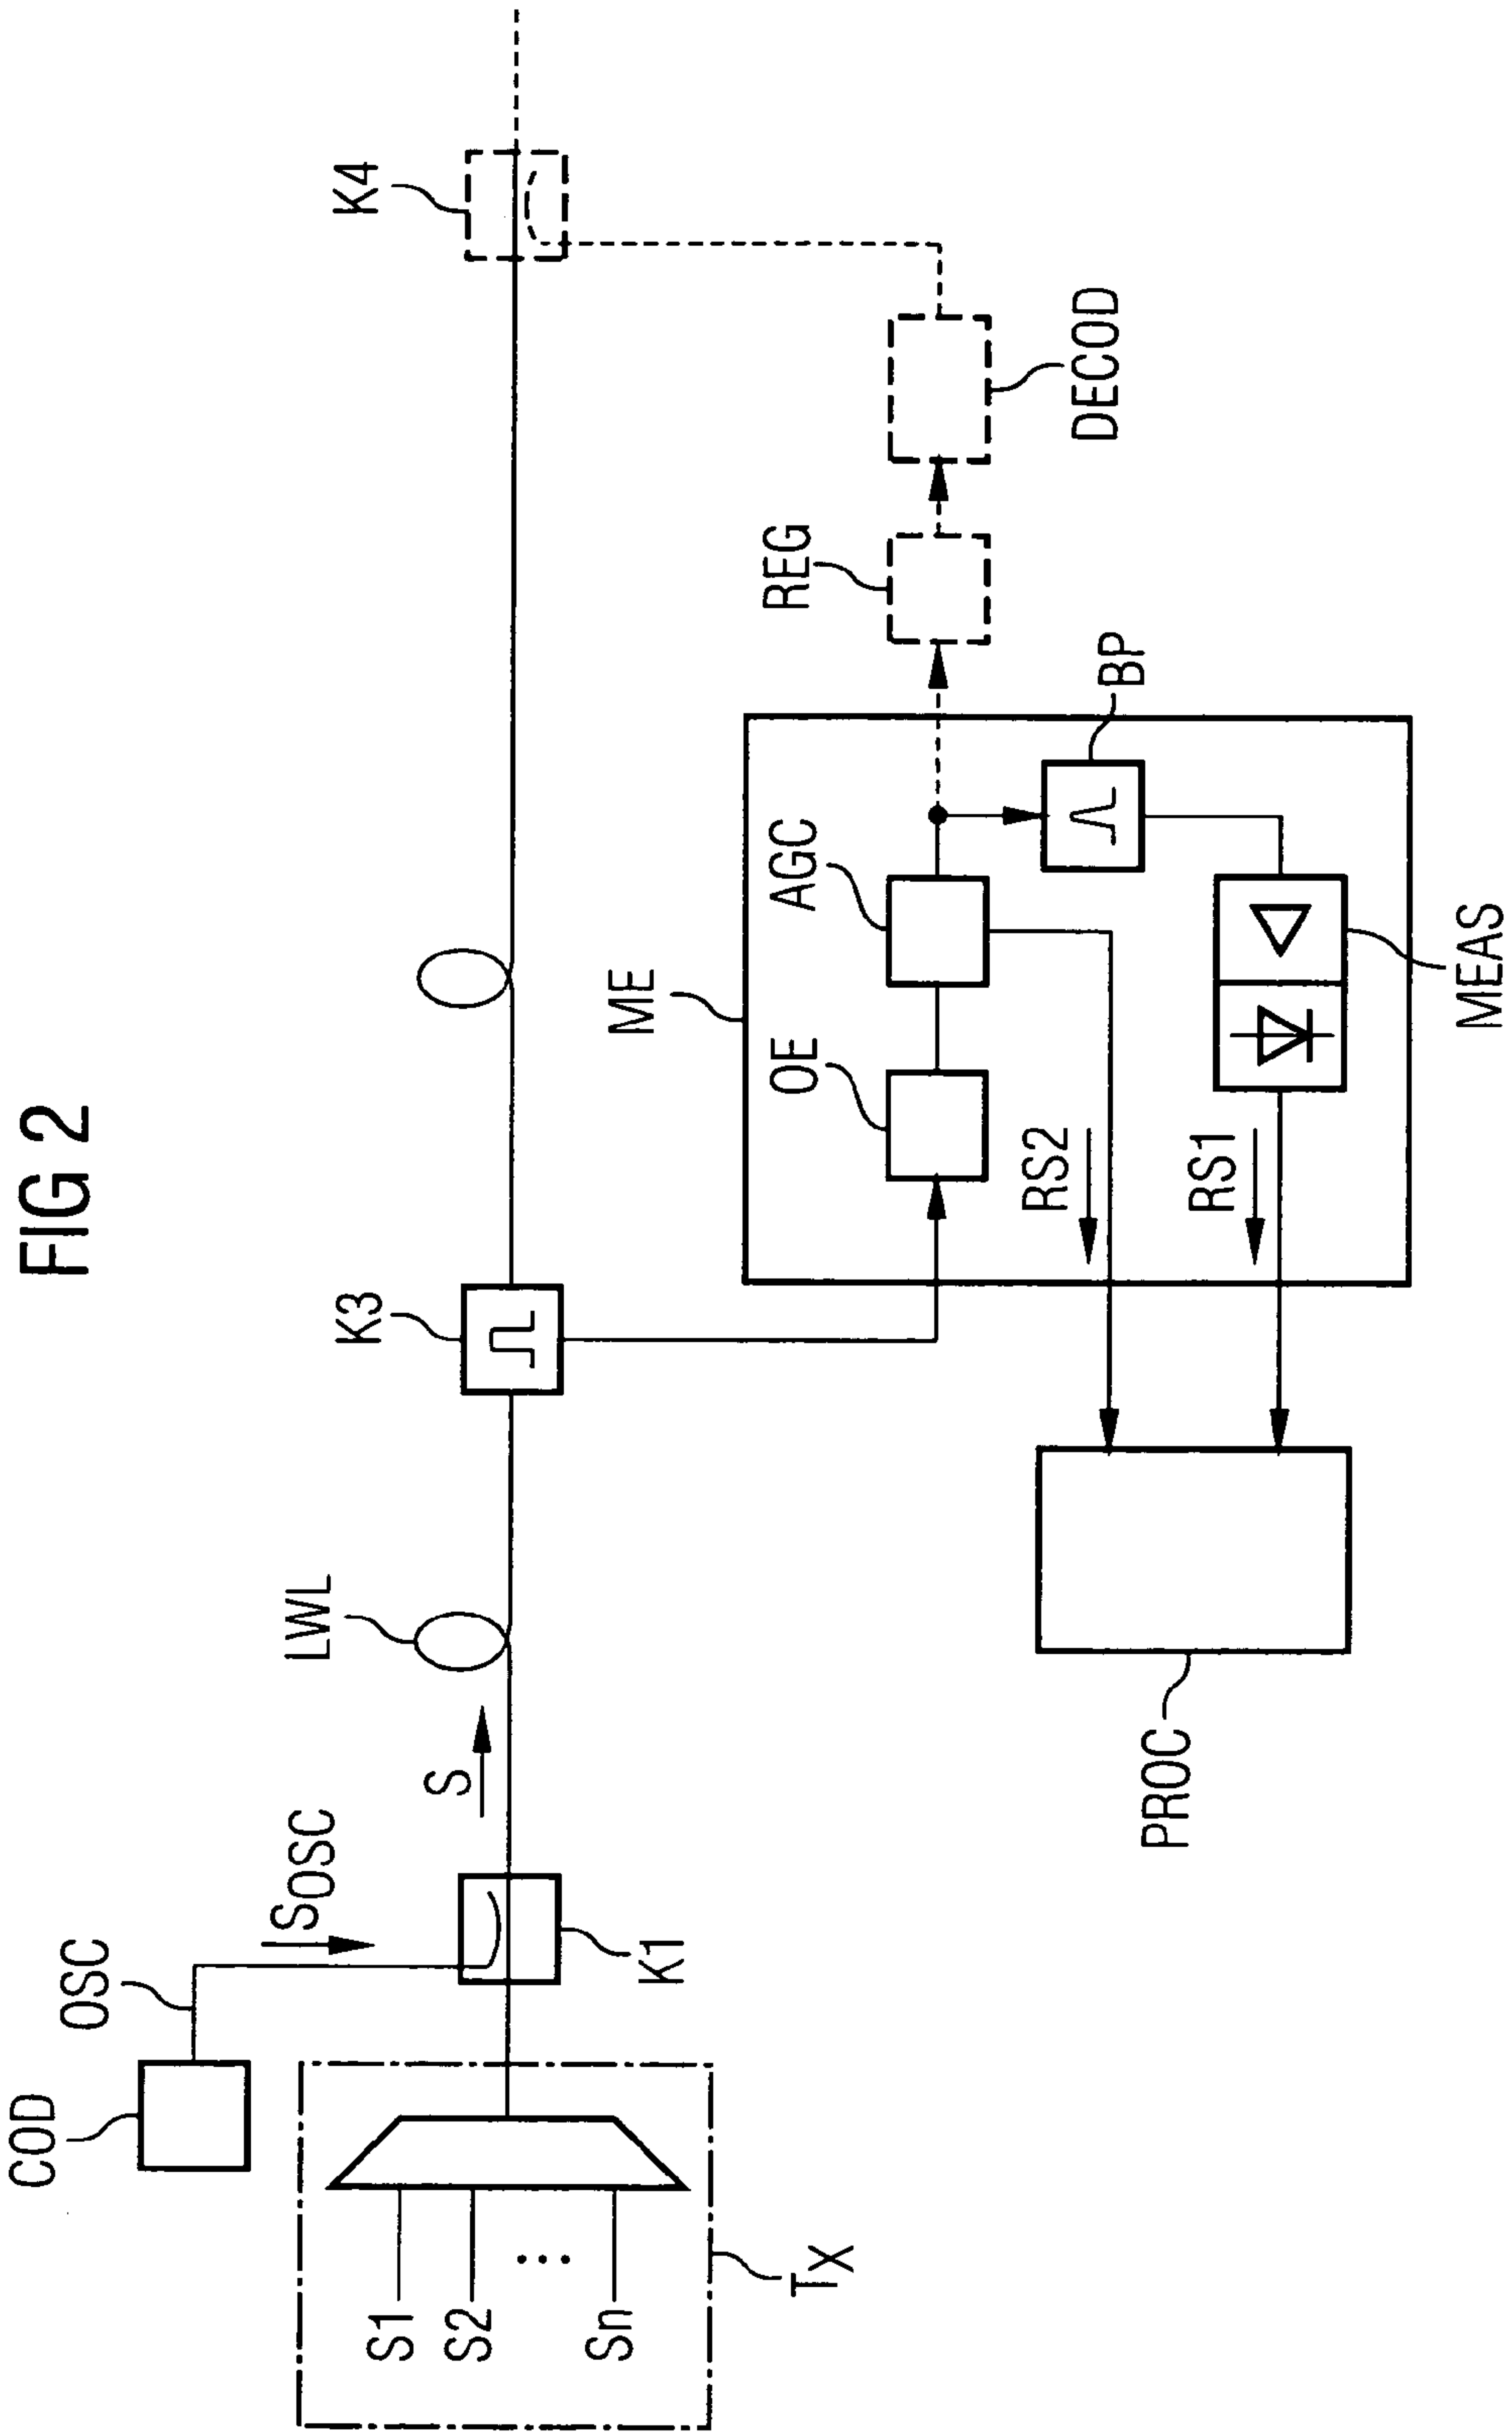 FIG 2
COD
OSC
SOSC
S
LWL
K1
K3
K4
S1
S2
...
Sn
TX
ME
OE
AGC
REG
DECOD
BP
RS2
RS1
MEAS
PROC